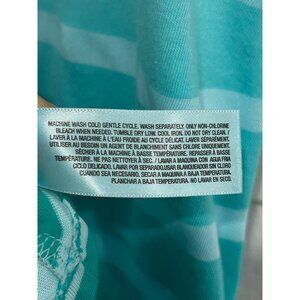 MACHINE WASH COLD GENTLE CYCLE. WASH SEPARATELY. ONLY NON-CHLORINE
BLEACH WHEN NEEDED. TUMBLE DRY LOW. COOL IRON. DO NOT DRY CLEAN. /
LAVER À LA MACHINE À L'EAU FROIDE AU CYCLE DÉLICAT. LAVER SÉPARÉMENT.
UTILISER AU BESOIN UN AGENT DE BLANCHIMENT SANS CHLORE UNIQUEMENT.
SÉCHER À LA MACHINE À BASSE TEMPÉRATURE. REPASSER À BASSE
TEMPÉRATURE. NE PAS NETTOYER À SEC. / LAVAR A MAQUINA CON AGUA FRIA
CICLO DELICADO. LAVAR POR SEPARADO. USAR BLANQUEADOR SIN CLORO
CUANDO SEA NECESARIO. SECAR A MAQUINA A BAJA TEMPERATURA.
PLANCHAR A BAJA TEMPERATURA. NO LAVAR EN SECO.